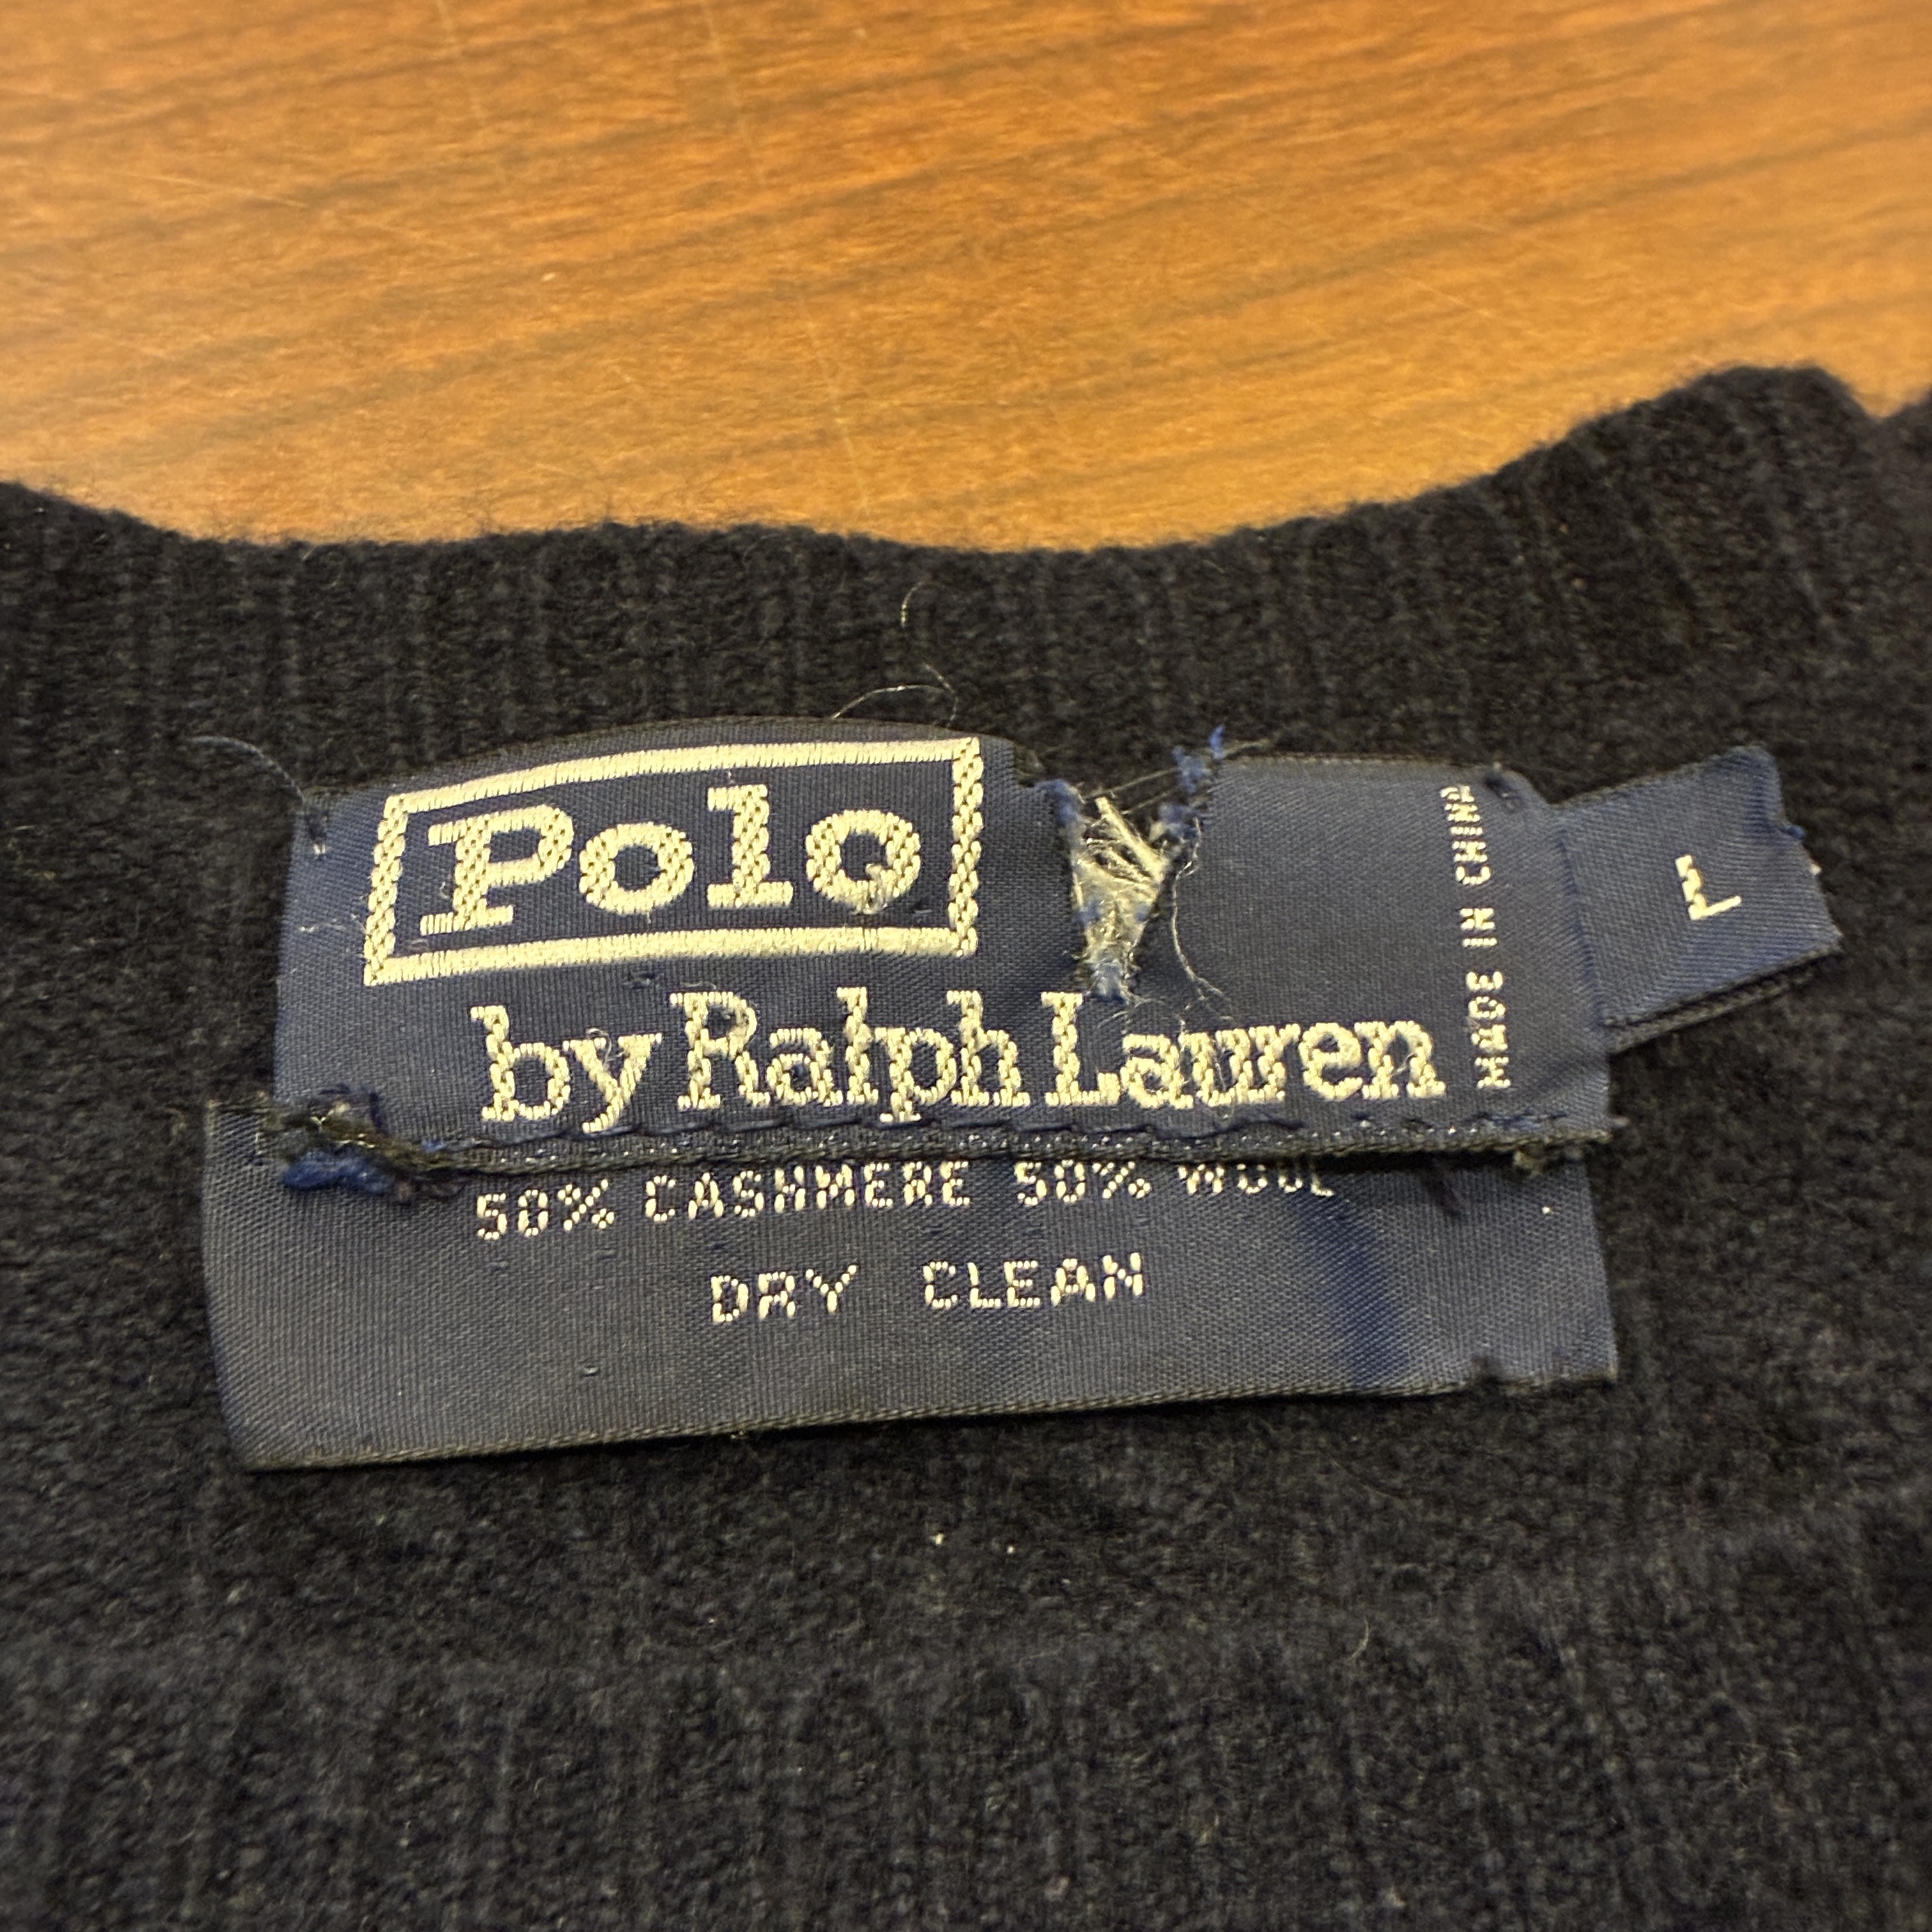 Polo
by Ralph Lauren
MADE IN CHINA
L
50% CASHMERE 50% WOOL
DRY CLEAN